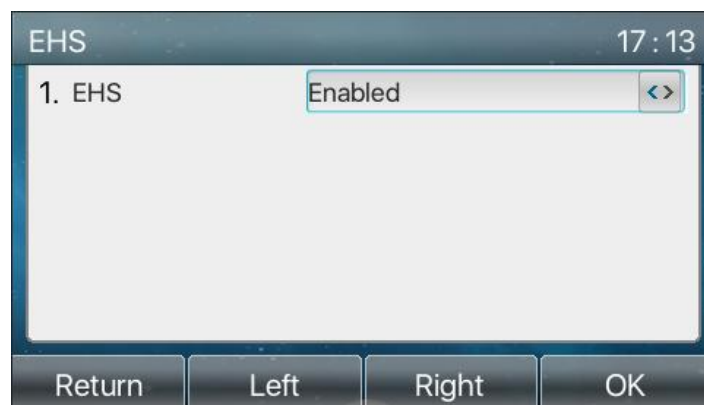 EHS 17:13
1. EHS Enabled <>
Return Left Right OK